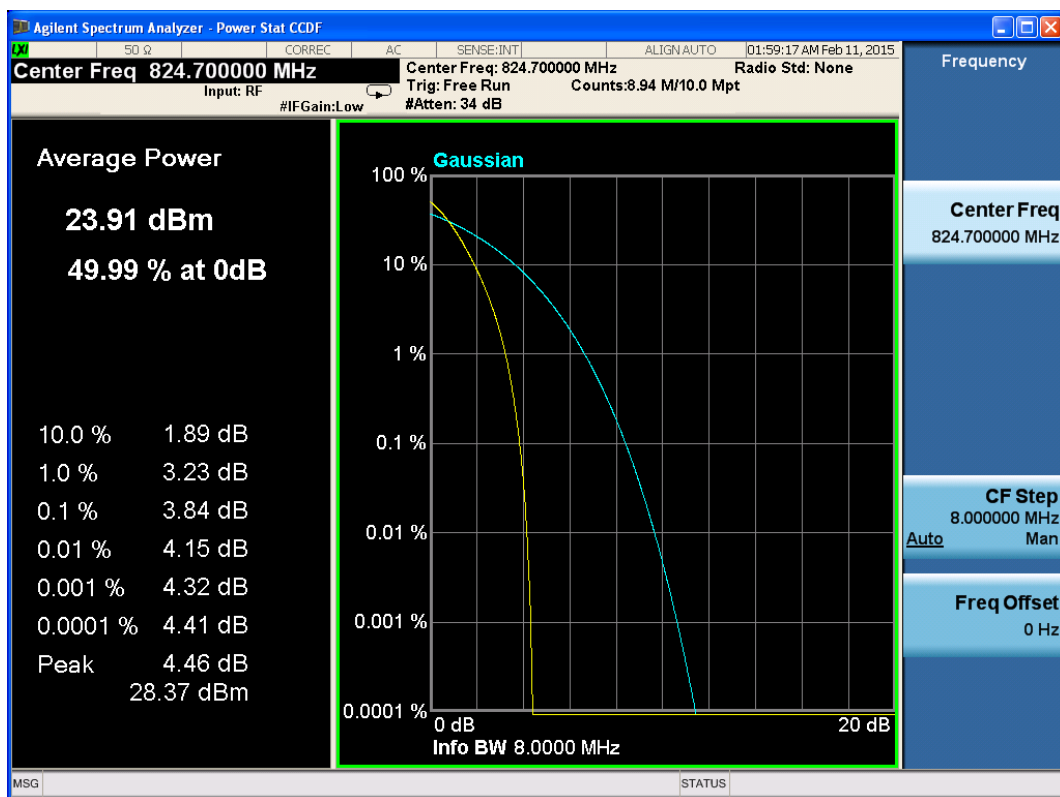 Agilent Spectrum Analyzer - Power Stat CCDF
LXI 50 Ω CORREC AC SENSE:INT ALIGN AUTO 01:59:17 AM Feb 11, 2015
Center Freq 824.700000 MHz
Input: RF
#IFGain:Low
Center Freq: 824.700000 MHz Radio Std: None
Trig: Free Run Counts:8.94 M/10.0 Mpt
#Atten: 34 dB
Average Power
23.91 dBm
49.99 % at 0dB
10.0 % 1.89 dB
1.0 % 3.23 dB
0.1 % 3.84 dB
0.01 % 4.15 dB
0.001 % 4.32 dB
0.0001 % 4.41 dB
Peak 4.46 dB
28.37 dBm
Gaussian
100 %
10 %
1 %
0.1 %
0.01 %
0.001 %
0.0001 %
0 dB 20 dB
Info BW 8.0000 MHz
Frequency
Center Freq
824.700000 MHz
CF Step
8.000000 MHz
Auto Man
Freq Offset
0 Hz
MSG STATUS